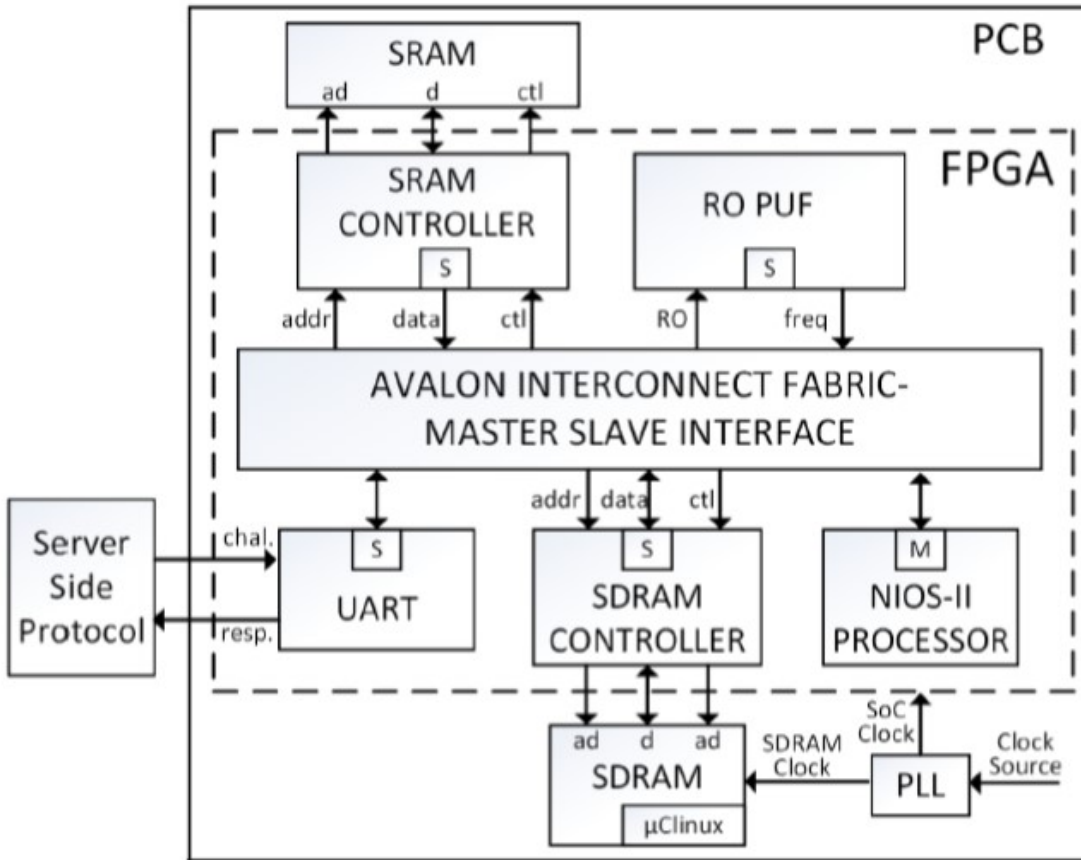 PCB
SRAM
ad d ctl
FPGA
SRAM
CONTROLLER
S
RO PUF
S
addr data ctl RO freq
AVALON INTERCONNECT FABRIC-
MASTER SLAVE INTERFACE
addr data ctl
Server
Side
Protocol
chal.
resp.
S
UART
S
SDRAM
CONTROLLER
M
NIOS-II
PROCESSOR
ad d ad
SDRAM
µClinux
SDRAM
Clock
SoC
Clock
PLL
Clock
Source